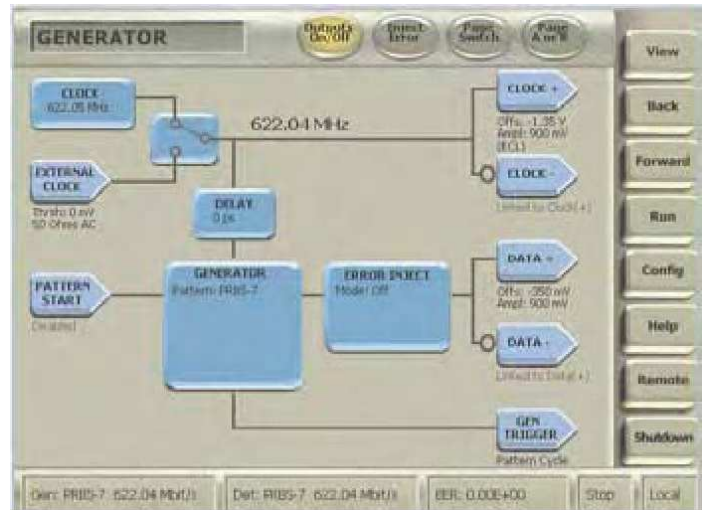 GENERATOR
Outputs
On/Off
Inject
Error
Page
Switch
Page
A or B
View
Back
Forward
Run
Config
Help
Remote
Shutdown
CLOCK
622.05 MHz
622.04 MHz
EXTERNAL
CLOCK
Thrsh: 0 mV
50 Ohms AC
DELAY
0 ps
CLOCK +
Offs: -1.35 V
Ampl: 900 mV
(ECL)
CLOCK -
Linked to Clock(+)
PATTERN
START
Disabled
GENERATOR
Pattern: PRBS-7
ERROR INJECT
Mode: Off
DATA +
Offs: -350 mV
Ampl: 900 mV
DATA -
Linked to Data(+)
GEN
TRIGGER
Pattern Cycle
Gen: PRBS-7 622.04 Mbit/s
Det: PRBS-7 622.04 Mbit/s
BER: 0.00E+00
Stop
Local